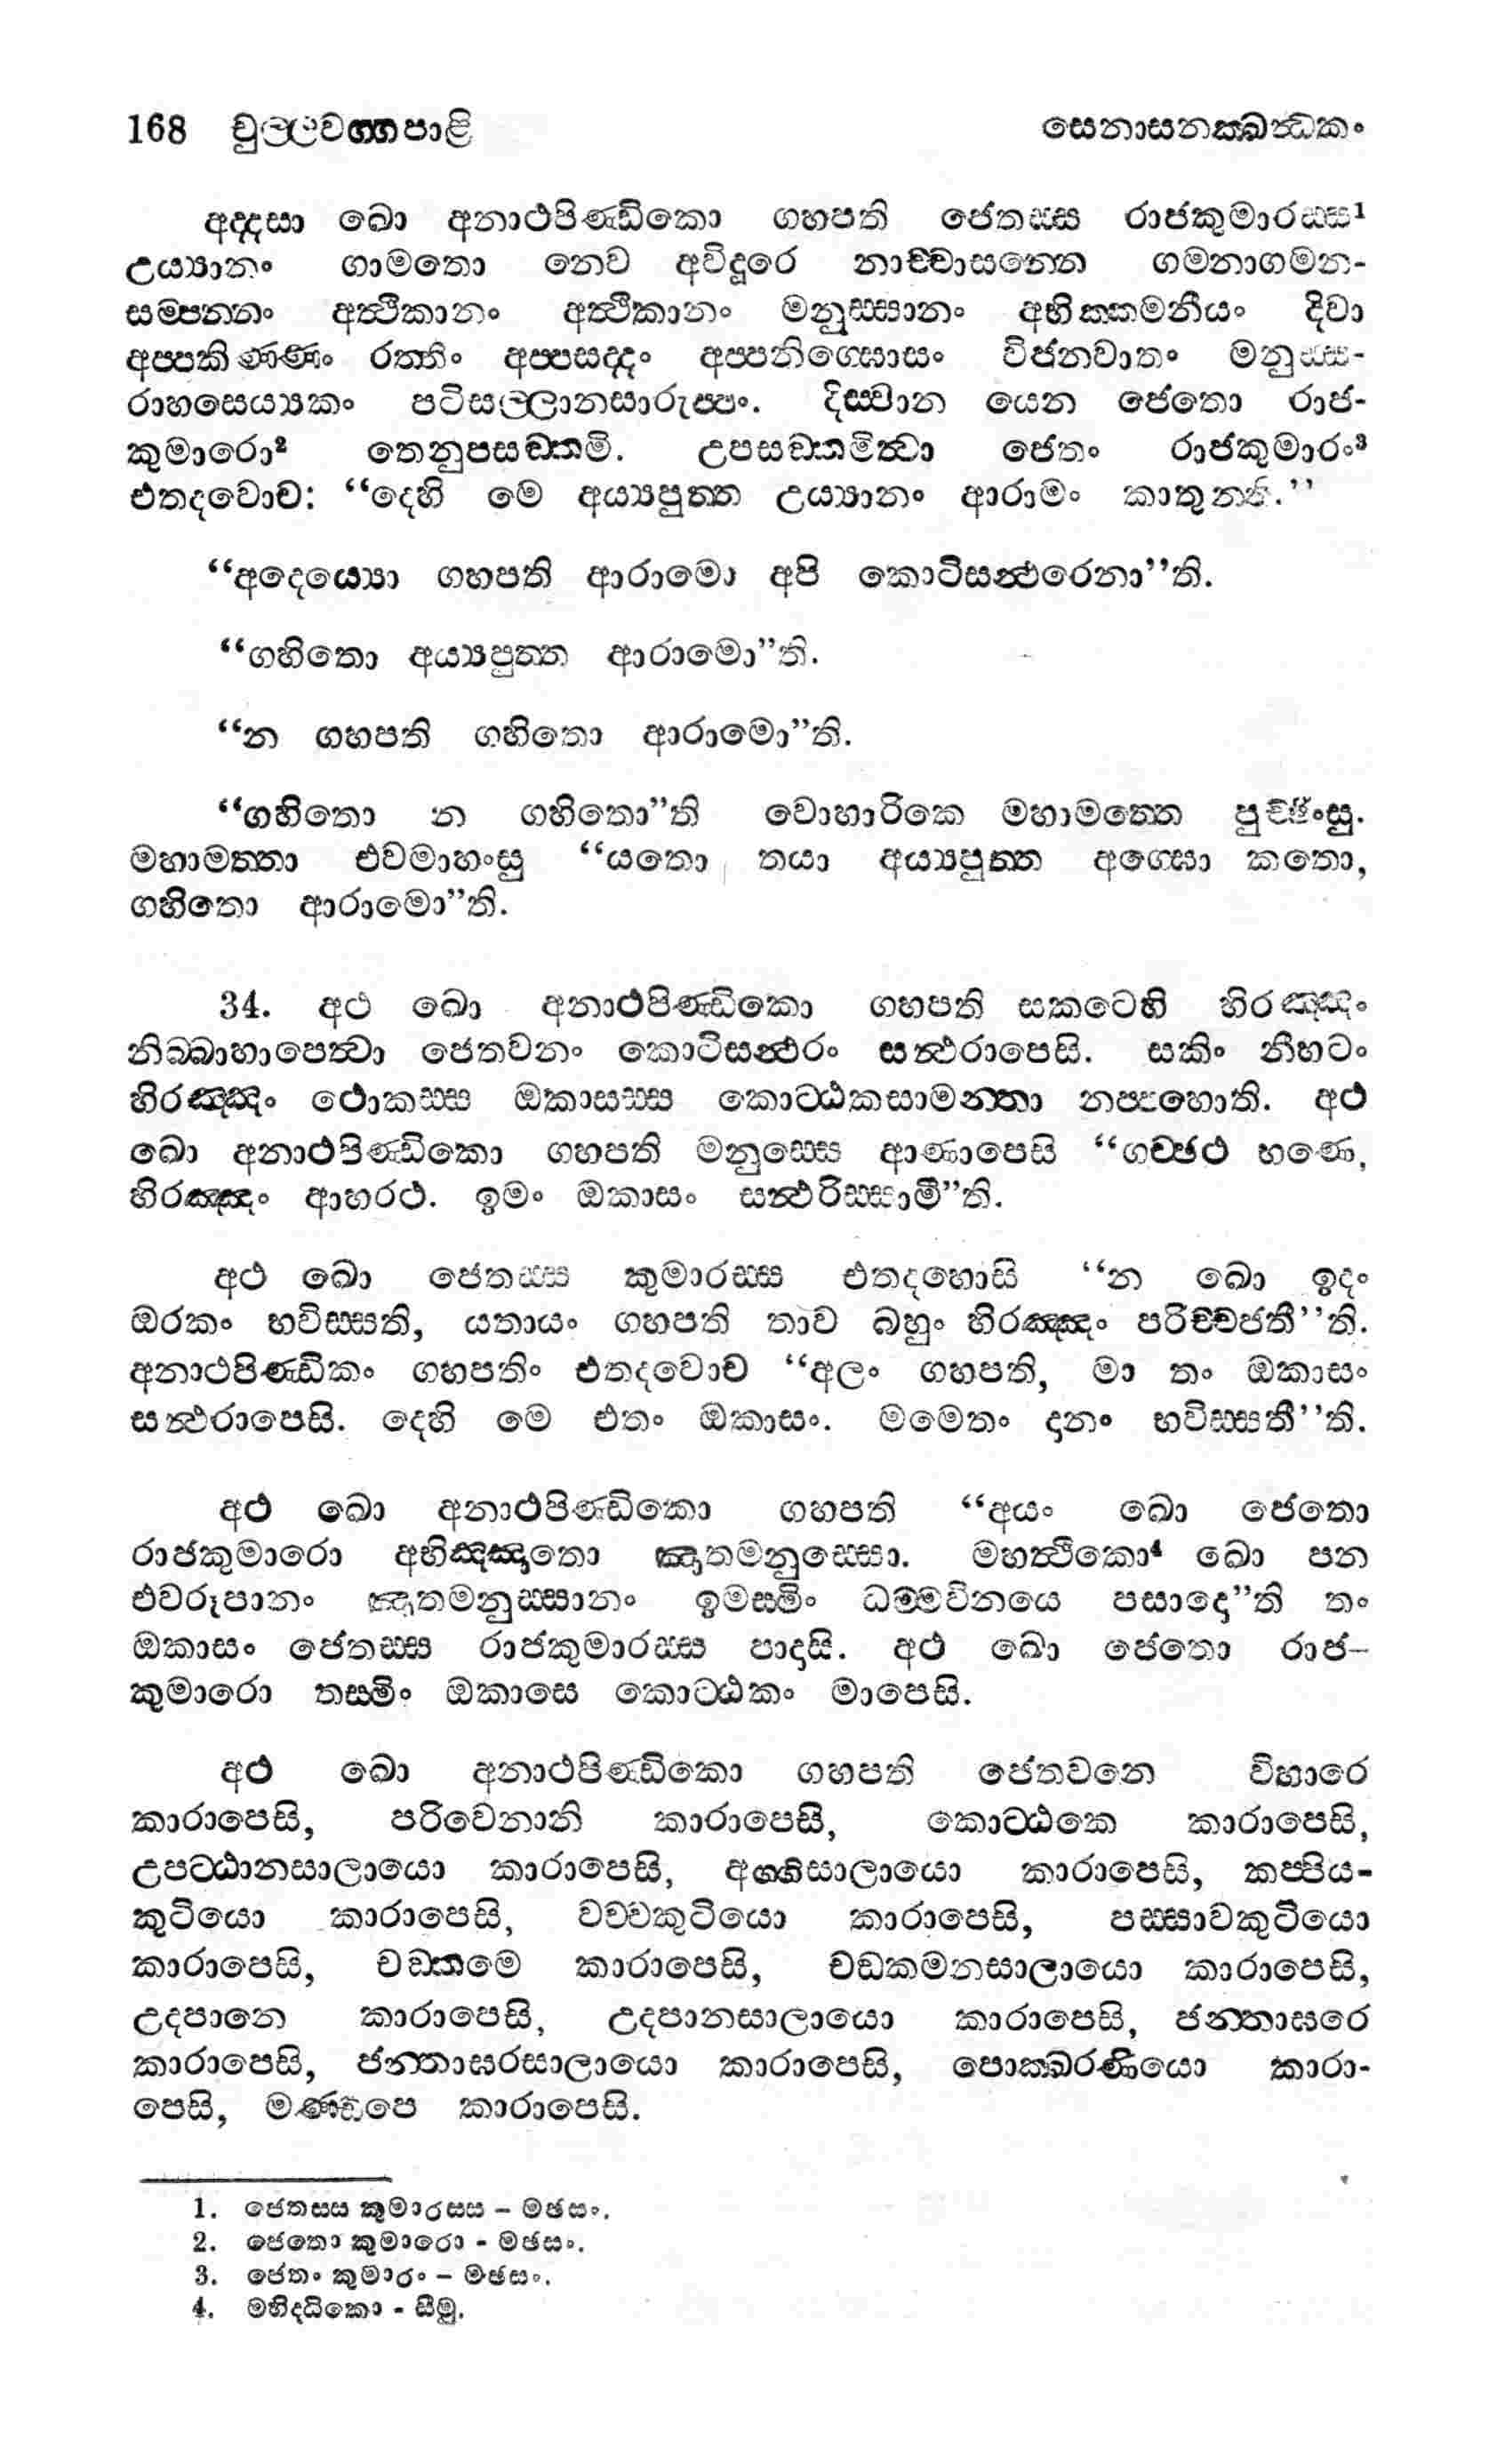 168 චුල්ලවග්ගපාළි සෙනාසනක්ඛන්ධකං
අද්දසා ඛො අනාථපිණ්ඩිකො ගහපති ජෙතස්ස රාජකුමාරස්ස1
උය්‍යානං ගාමතො නෙව අවිදූරෙ නාච්චාසන්නෙ ගමනාගමන-
සම්පන්නං අත්ථිකානං අත්ථිකානං මනුස්සානං අභික්කමනීයං දිවා
අප්පකිණ්ණං රත්තිං අප්පසද්දං අප්පනිග්ඝොසං විජනවාතං මනුස්ස-
රාහසෙය්‍යකං පටිසල්ලානසාරුප්පං. දිස්වාන යෙන ජෙතො රාජ-
කුමාරො2 තෙනුපසඞ්කමි. උපසඞ්කමිත්වා ජෙතං රාජකුමාරං3
එතදවොච: “දෙහි මෙ අය්‍යපුත්ත උය්‍යානං ආරාමං කාතුන්ති.’’
“අදෙය්‍යො ගහපති ආරාමො අපි කොටිසන්ථරෙනා’’ති.
“ගහිතො අය්‍යපුත්ත ආරාමො”ති.
“න ගහපති ගහිතො ආරාමො”ති.
“ගහිතො න ගහිතො”ති වොහාරිකෙ මහාමත්තෙ පුච්ඡිංසු.
මහාමත්තා එවමාහංසු “යතො තයා අය්‍යපුත්ත අග්ඝො කතො,
ගහිතො ආරාමො”ති.
34. අථ ඛො අනාථපිණ්ඩිකො ගහපති සකටෙහි හිරඤ්ඤං
නිබ්බාහාපෙත්වා ජෙතවනං කොටිසන්ථරං සන්ථරාපෙසි. සකිං නීහටං
හිරඤ්ඤං ථොකස්ස ඔකාසස්ස කොට්ඨකසාමන්තා නප්පහොති. අථ
ඛො අනාථපිණ්ඩිකො ගහපති මනුස්සෙ ආණාපෙසි “ගච්ඡථ භණෙ,
හිරඤ්ඤං ආහරථ. ඉමං ඔකාසං සන්ථරිස්සාමී”ති.
අථ ඛො ජෙතස්ස කුමාරස්ස එතදහොසි “න ඛො ඉදං
ඔරකං භවිස්සති, යතායං ගහපති තාව බහුං හිරඤ්ඤං පරිච්චජතී’’ති.
අනාථපිණ්ඩිකං ගහපතිං එතදවොච “අලං ගහපති, මා තං ඔකාසං
සන්ථරාපෙසි. දෙහි මෙ එතං ඔකාසං. මමෙතං දානං භවිස්සතී’’ති.
අථ ඛො අනාථපිණ්ඩිකො ගහපති “අයං ඛො ජෙතො
රාජකුමාරො අභිඤ්ඤාතො ඤාතමනුස්සො. මහත්ථිකො4 ඛො පන
එවරූපානං ඤාතමනුස්සානං ඉමස්මිං ධම්මවිනයෙ පසාදො”ති තං
ඔකාසං ජෙතස්ස රාජකුමාරස්ස පාදාසි. අථ ඛො ජෙතො රාජ-
කුමාරො තස්මිං ඔකාසෙ කොට්ඨකං මාපෙසි.
අථ ඛො අනාථපිණ්ඩිකො ගහපති ජෙතවනෙ විහාරෙ
කාරාපෙසි, පරිවෙනානි කාරාපෙසි, කොට්ඨකෙ කාරාපෙසි,
උපට්ඨානසාලායො කාරාපෙසි, අග්ගිසාලායො කාරාපෙසි, කප්පිය-
කුටියො කාරාපෙසි, වච්චකුටියො කාරාපෙසි, පස්සාවකුටියො
කාරාපෙසි, චඞ්කමෙ කාරාපෙසි, චඞ්කමනසාලායො කාරාපෙසි,
උදපානෙ කාරාපෙසි, උදපානසාලායො කාරාපෙසි, ජන්තාඝරෙ
කාරාපෙසි, ජන්තාඝරසාලායො කාරාපෙසි, පොක්ඛරණියො කාරා-
පෙසි, මණ්ඩපෙ කාරාපෙසි.
1. ජෙතස්ස කුමාරස්ස – මඡසං.
2. ජෙතො කුමාරො - මඡසං.
3. ජෙතං කුමාරං – මඡසං.
4. මහිද්ධිකො - සීමු.